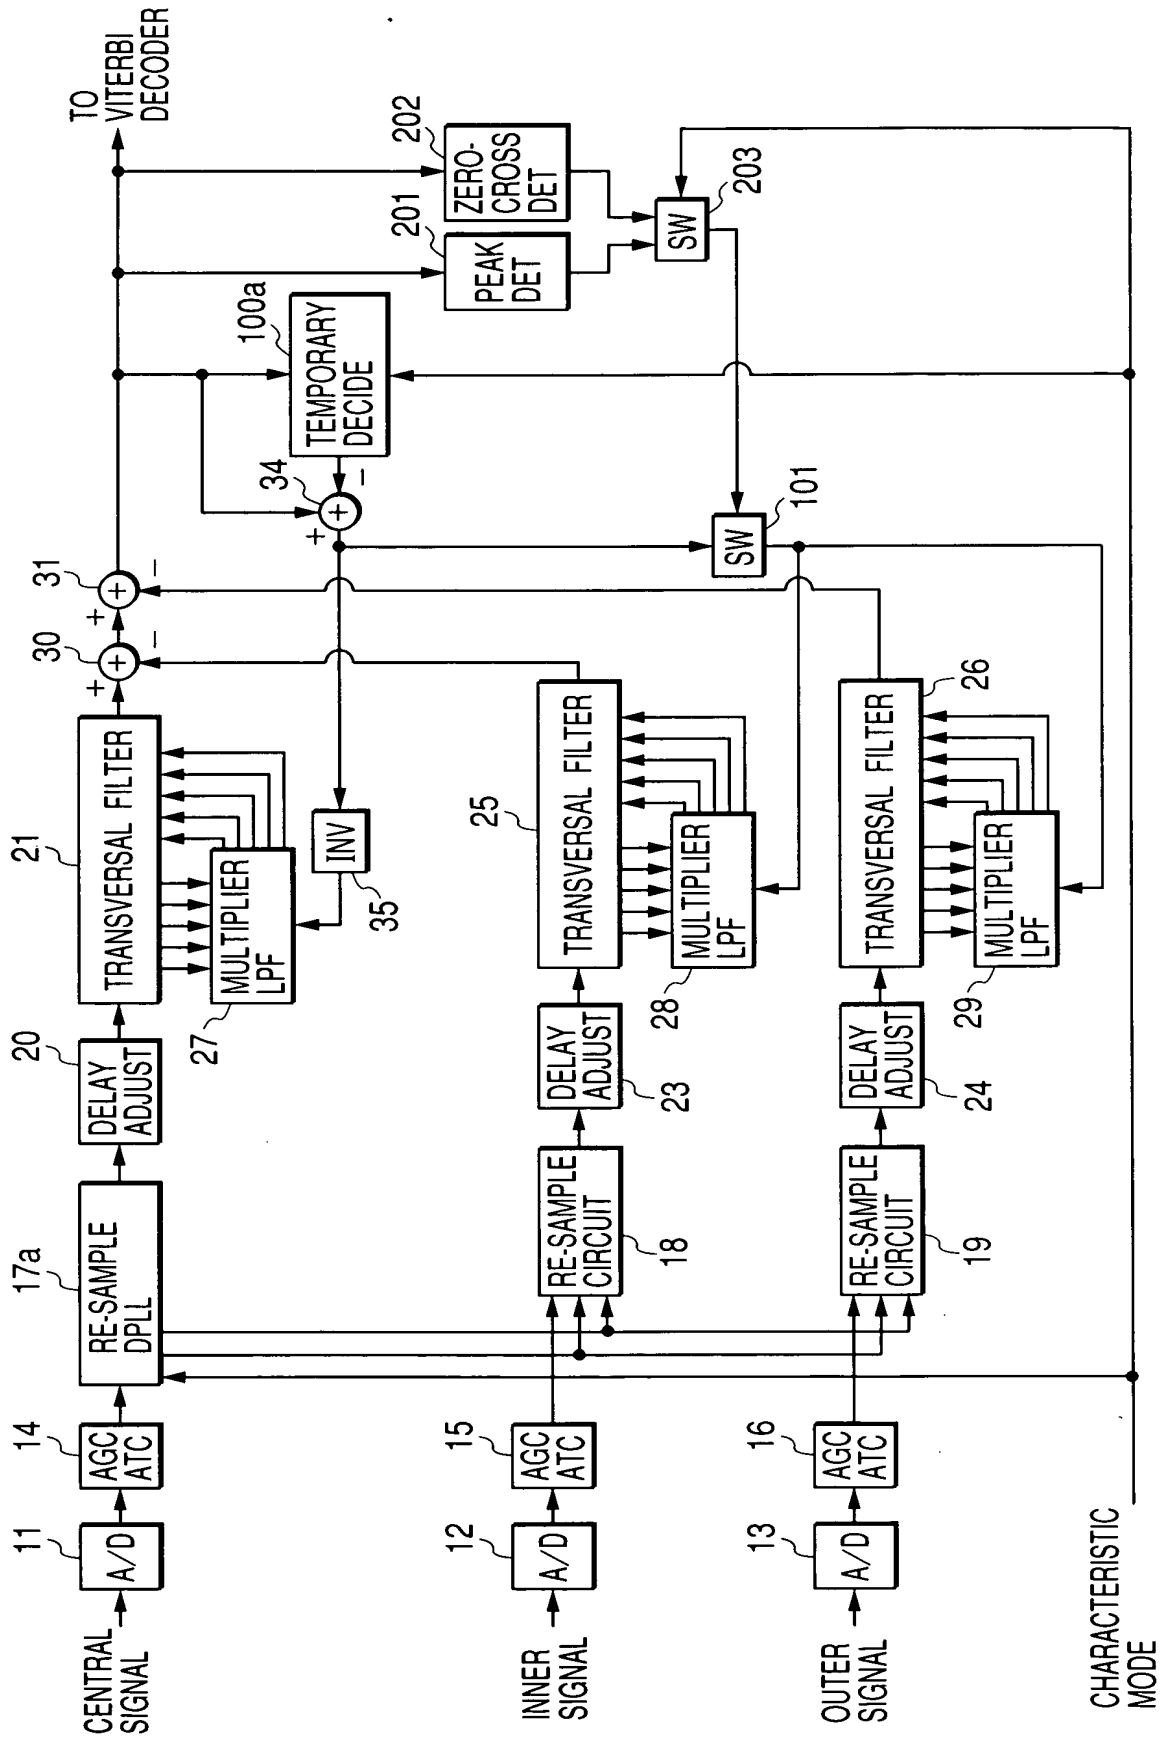 CENTRAL
SIGNAL
11
A/D
14
AGC
ATC
17a
RE-SAMPLE
DPLL
20
DELAY
ADJUST
21
TRANSVERSAL FILTER
27
MULTIPLIER
LPF
30
+
+
−
31
+
+
−
TO
VITERBI
DECODER
35
INV
34
+
+
−
100a
TEMPORARY
DECIDE
201
PEAK
DET
202
ZERO-
CROSS
DET
203
SW
101
SW
INNER
SIGNAL
12
A/D
15
AGC
ATC
18
RE-SAMPLE
CIRCUIT
23
DELAY
ADJUST
25
TRANSVERSAL FILTER
28
MULTIPLIER
LPF
OUTER
SIGNAL
13
A/D
16
AGC
ATC
19
RE-SAMPLE
CIRCUIT
24
DELAY
ADJUST
26
TRANSVERSAL FILTER
29
MULTIPLIER
LPF
CHARACTERISTIC
MODE